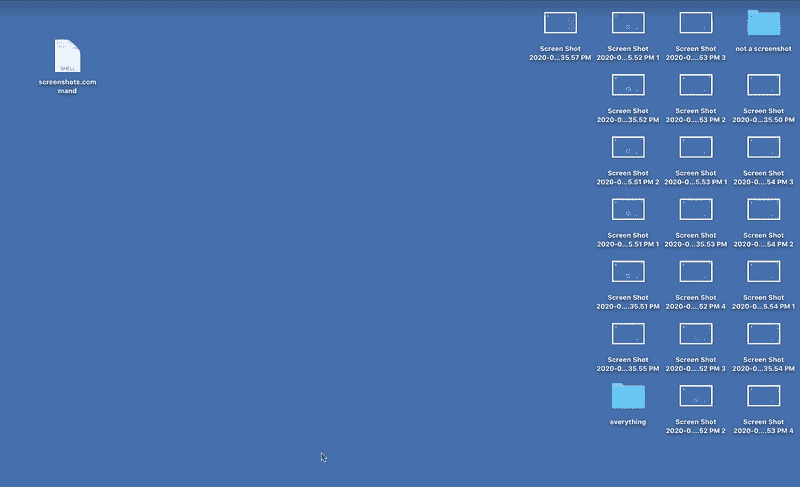 SHELL
screenshots.com
mand
Screen Shot
2020-0...35.57 PM
Screen Shot
2020-0...5.52 PM 1
Screen Shot
2020-0....53 PM 3
not a screenshot
Screen Shot
2020-0...35.52 PM
Screen Shot
2020-0....53 PM 2
Screen Shot
2020-0...35.50 PM
Screen Shot
2020-0...5.51 PM 2
Screen Shot
2020-0...5.53 PM 1
Screen Shot
2020-0....54 PM 3
Screen Shot
2020-0...5.51 PM 1
Screen Shot
2020-0...35.53 PM
Screen Shot
2020-0....54 PM 2
Screen Shot
2020-0....35.51 PM
Screen Shot
2020-0....52 PM 4
Screen Shot
2020-0...5.54 PM 1
Screen Shot
2020-0...35.55 PM
Screen Shot
2020-0....52 PM 3
Screen Shot
2020-0...35.54 PM
everything
Screen Shot
2020-0....52 PM 2
Screen Shot
2020-0....53 PM 4